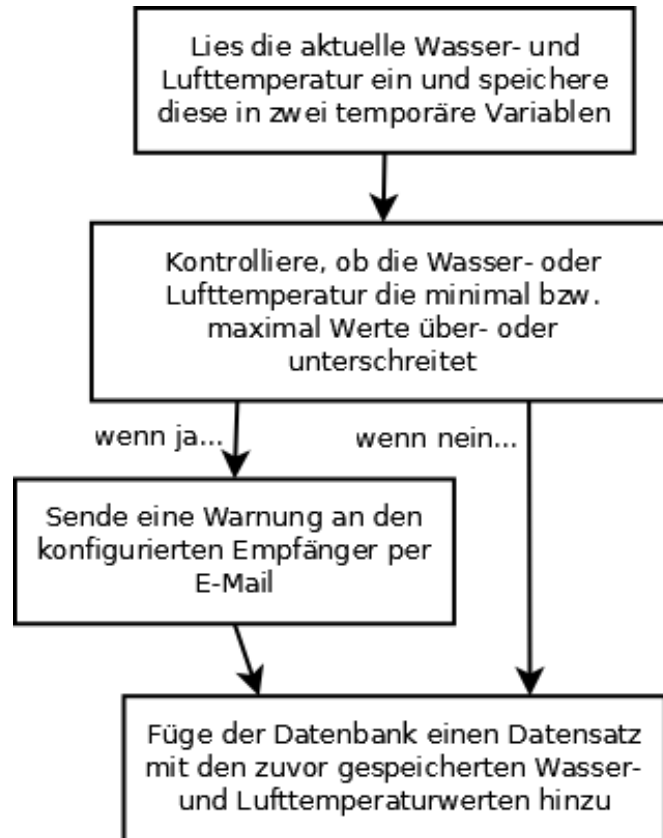 Lies die aktuelle Wasser- und
Lufttemperatur ein und speichere
diese in zwei temporäre Variablen
Kontrolliere, ob die Wasser- oder
Lufttemperatur die minimal bzw.
maximal Werte über- oder
unterschreitet
wenn ja...
wenn nein...
Sende eine Warnung an den
konfigurierten Empfänger per
E-Mail
Füge der Datenbank einen Datensatz
mit den zuvor gespeicherten Wasser-
und Lufttemperaturwerten hinzu